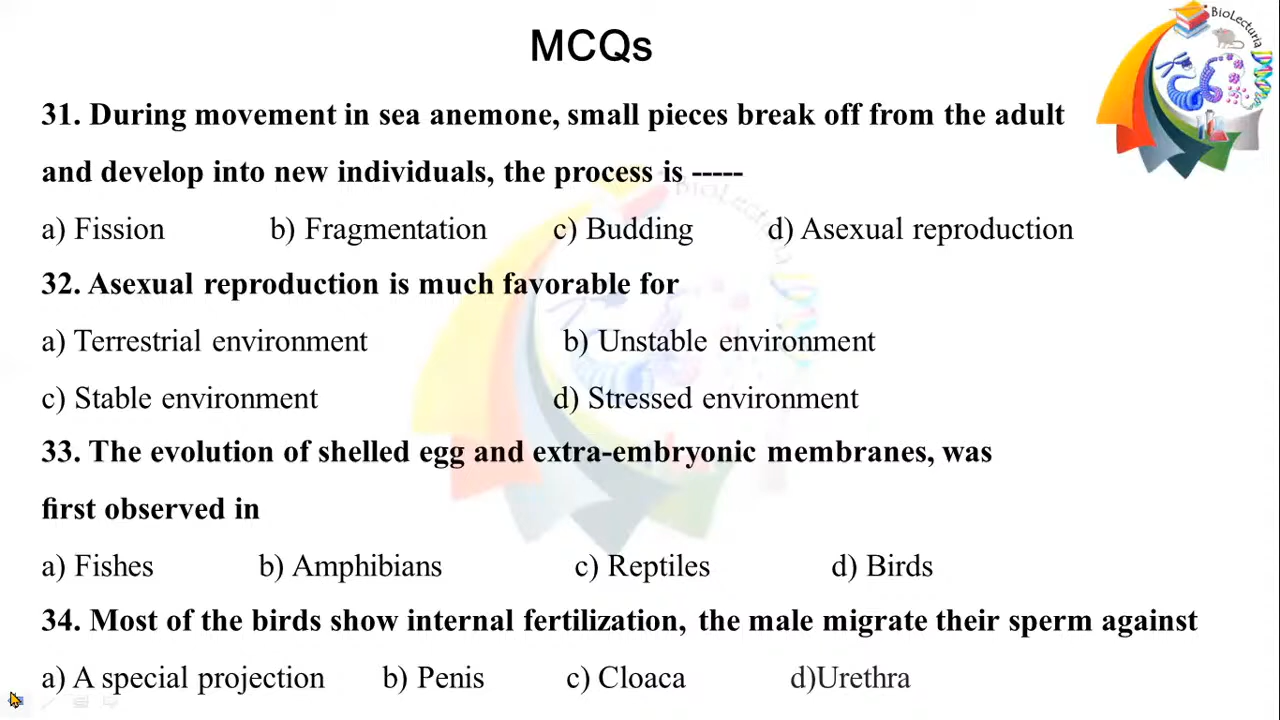 MCQs
BioLecturia
31. During movement in sea anemone, small pieces break off from the adult
and develop into new individuals, the process is -----
a) Fission b) Fragmentation c) Budding d) Asexual reproduction
32. Asexual reproduction is much favorable for
a) Terrestrial environment b) Unstable environment
c) Stable environment d) Stressed environment
33. The evolution of shelled egg and extra-embryonic membranes, was
first observed in
a) Fishes b) Amphibians c) Reptiles d) Birds
34. Most of the birds show internal fertilization, the male migrate their sperm against
a) A special projection b) Penis c) Cloaca d)Urethra